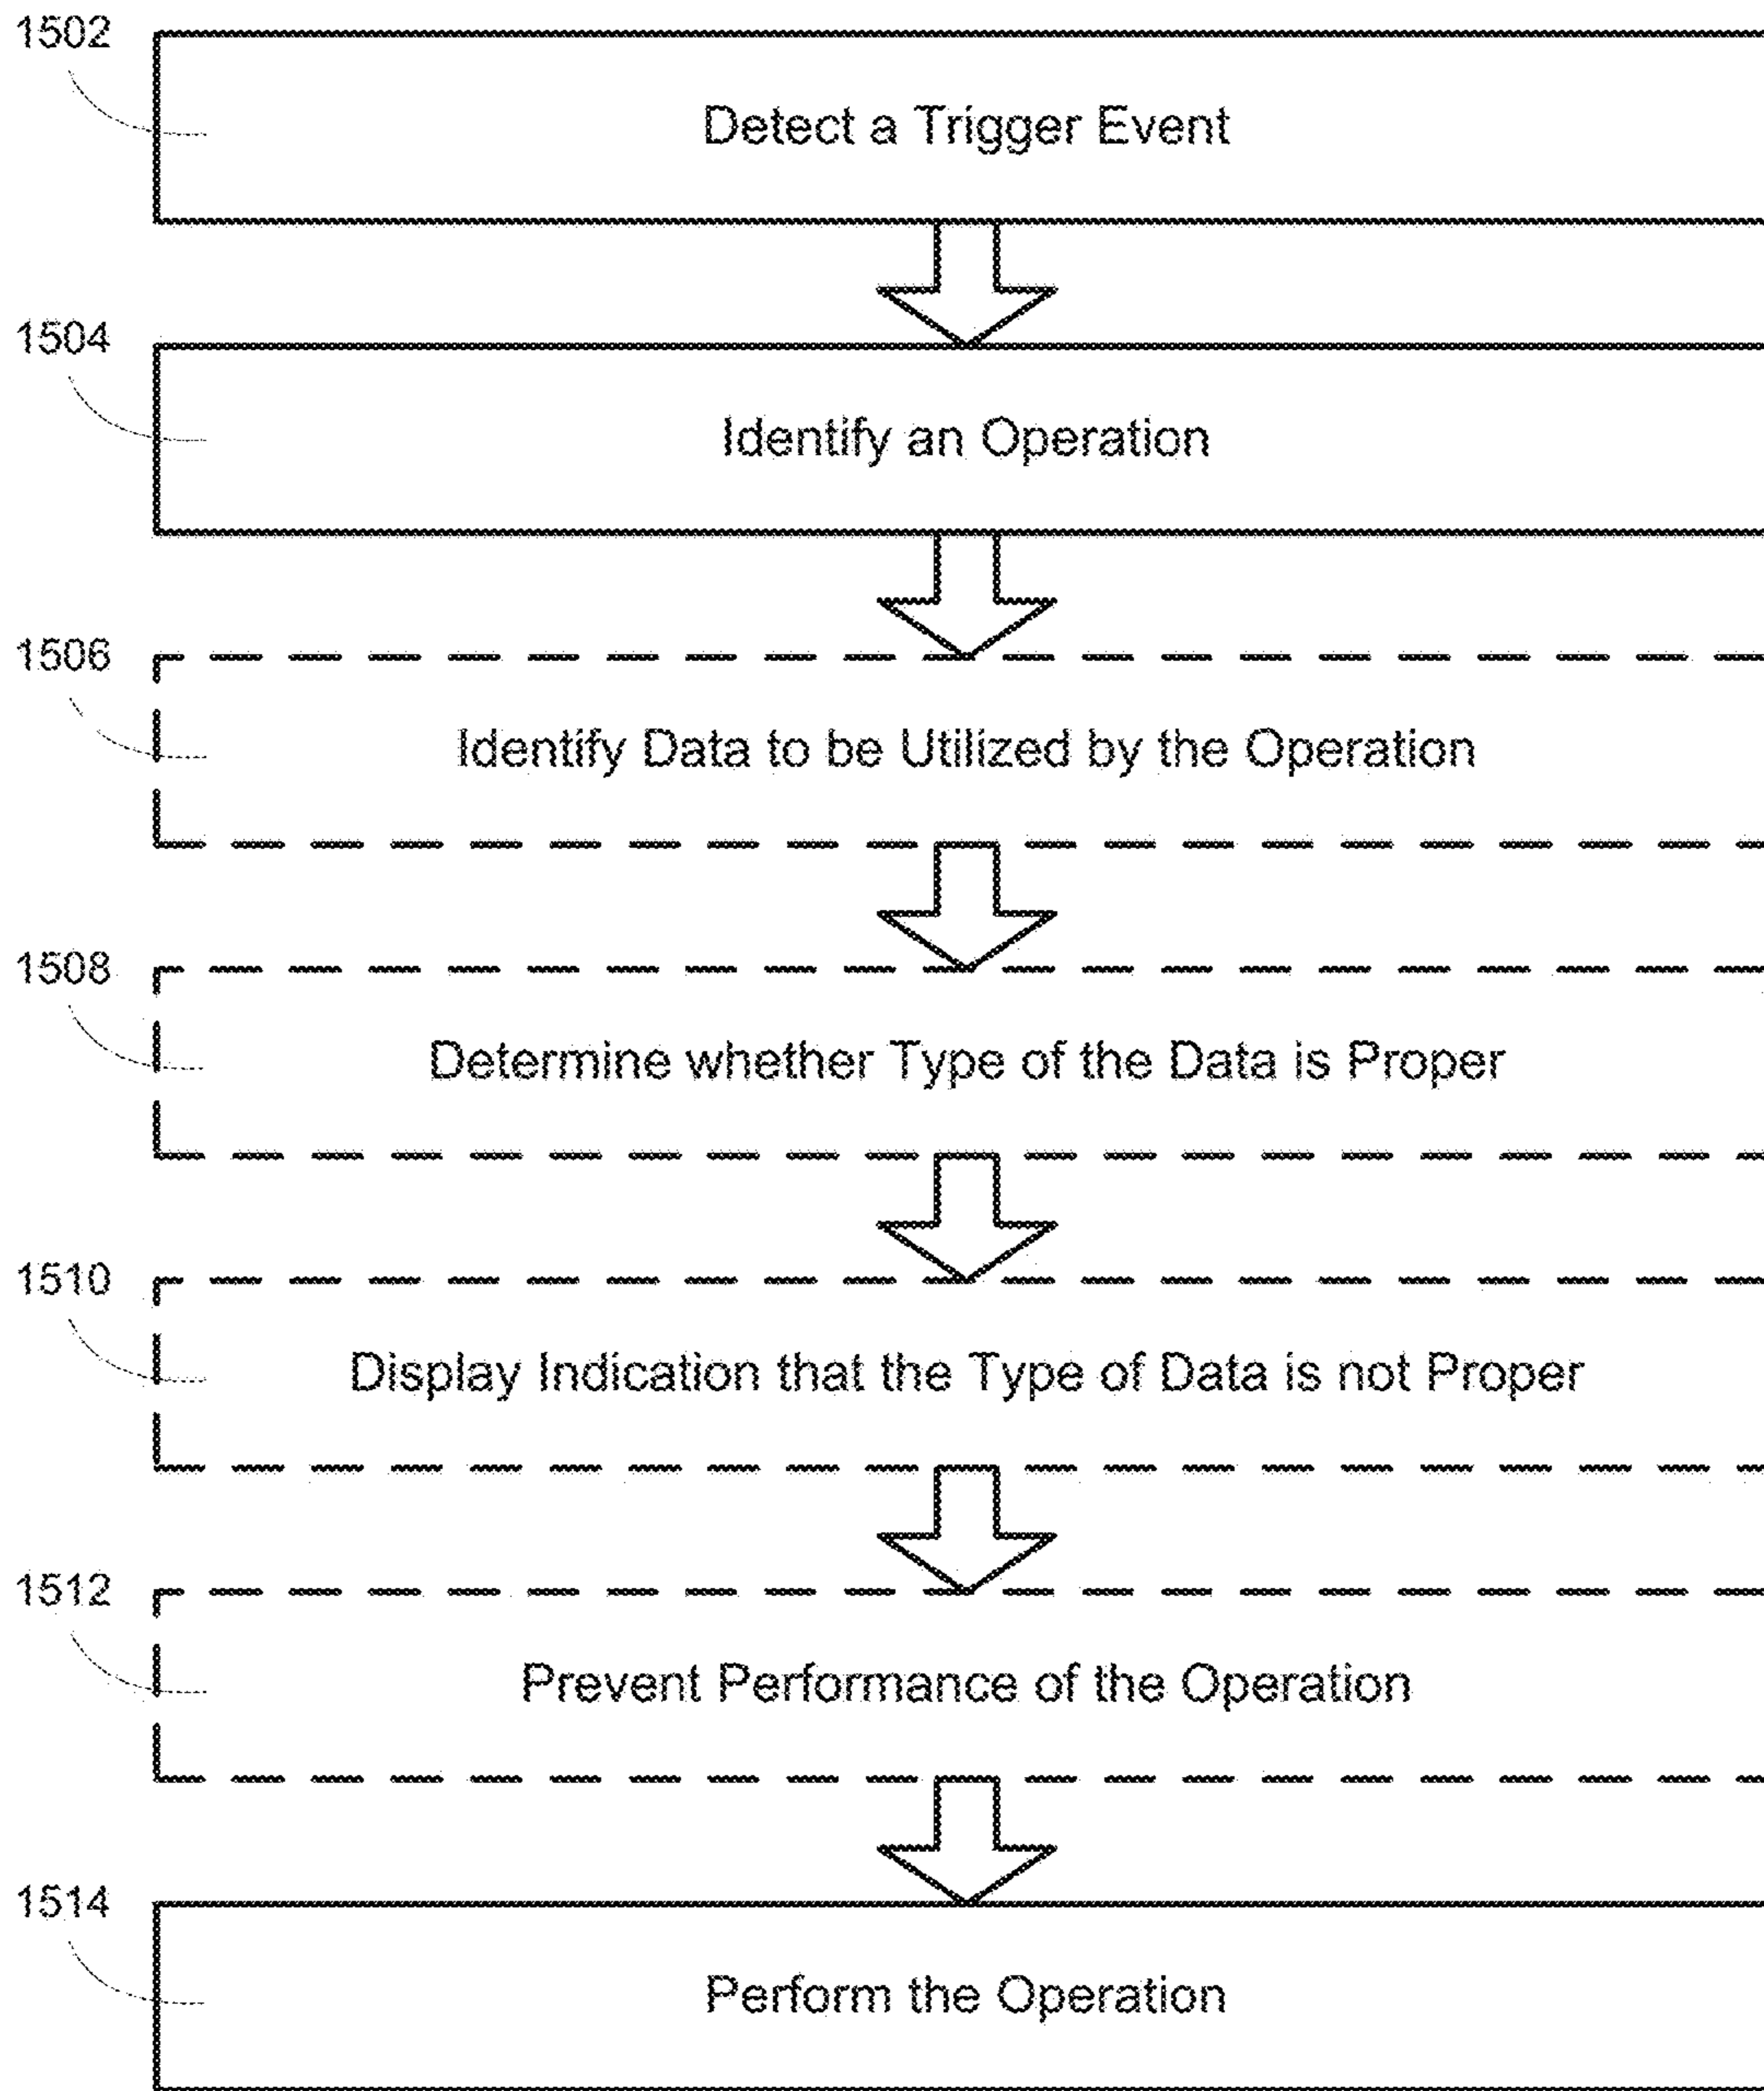 1502
Detect a Trigger Event
1504
Identify an Operation
1506
Identify Data to be Utilized by the Operation
1508
Determine whether Type of the Data is Proper
1510
Display Indication that the Type of Data is not Proper
1512
Prevent Performance of the Operation
1514
Perform the Operation